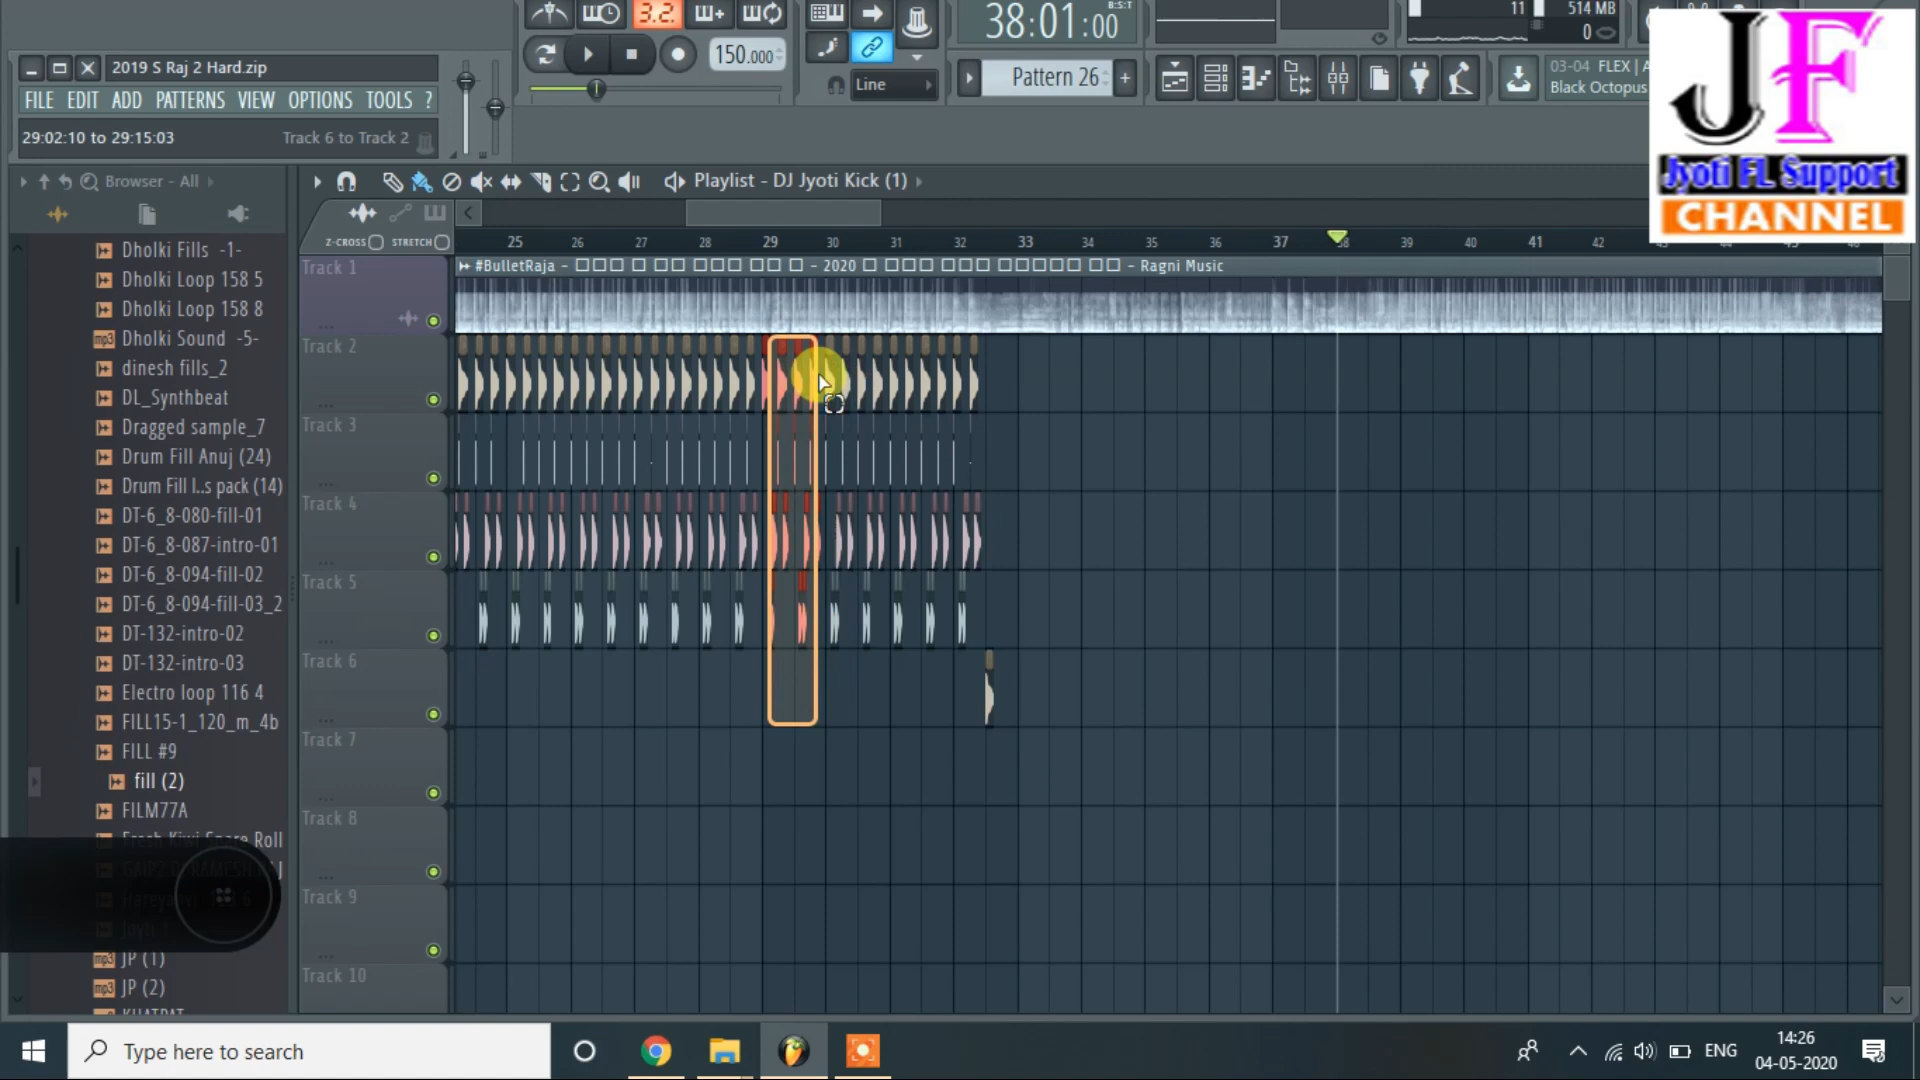 3.2.
38:01:00
B:S:T
11
514 MB
0
150.000
Line
Pattern 26
03-04 FLEX | A
Black Octopus
JF
Jyoti FL Support
CHANNEL
2019 S Raj 2 Hard.zip
FILE EDIT ADD PATTERNS VIEW OPTIONS TOOLS ?
29:02:10 to 29:15:03
Track 6 to Track 2
Browser - All
Playlist - DJ Jyoti Kick (1)
Z-CROSS STRETCH
25 26 27 28 29 30 31 32 33 34 35 36 37 38 39 40 41 42
#BulletRaja - □□□ □ □□ □□□ □□ □ - 2020 □ □□□ □□□ □□□□□ □□ - Ragni Music
Track 1
Track 2
Track 3
Track 4
Track 5
Track 6
Track 7
Track 8
Track 9
Track 10
Dholki Fills -1-
Dholki Loop 158 5
Dholki Loop 158 8
mp3 Dholki Sound -5-
dinesh fills_2
DL_Synthbeat
Dragged sample_7
Drum Fill Anuj (24)
Drum Fill l..s pack (14)
DT-6_8-080-fill-01
DT-6_8-087-intro-01
DT-6_8-094-fill-02
DT-6_8-094-fill-03_2
DT-132-intro-02
DT-132-intro-03
Electro loop 116 4
FILL15-1_120_m_4b
FILL #9
fill (2)
FILM77A
Fresh Kiwi Snare Roll
mp3 JP (1)
mp3 JP (2)
KHATPAT
Type here to search
ENG
14:26
04-05-2020